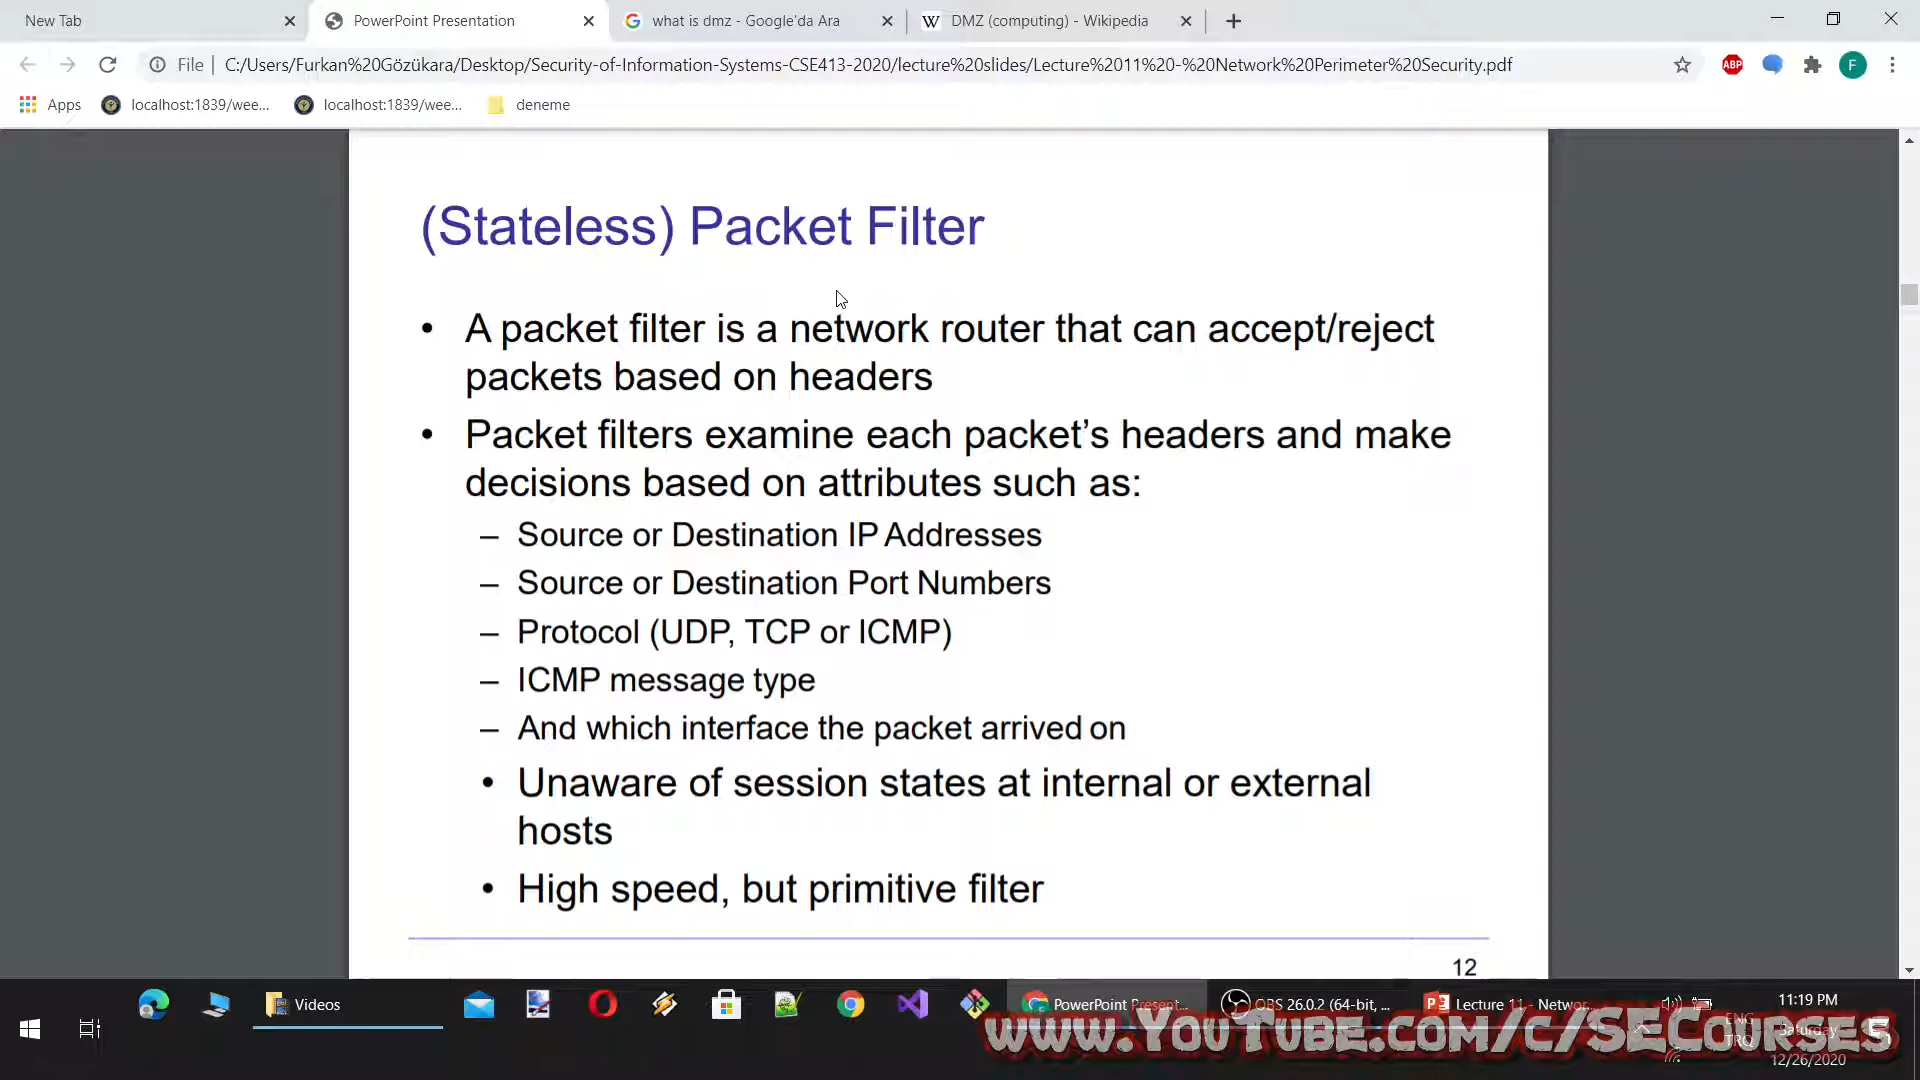 New Tab
PowerPoint Presentation
what is dmz - Google'da Ara
DMZ (computing) - Wikipedia
File
C:/Users/Furkan%20Gözükara/Desktop/Security-of-Information-Systems-CSE413-2020/lecture%20slides/Lecture%2011%20-%20Network%20Perimeter%20Security.pdf
ABP
F
Apps
localhost:1839/wee...
localhost:1839/wee...
deneme
(Stateless) Packet Filter
• A packet filter is a network router that can accept/reject
packets based on headers
• Packet filters examine each packet's headers and make
decisions based on attributes such as:
– Source or Destination IP Addresses
– Source or Destination Port Numbers
– Protocol (UDP, TCP or ICMP)
– ICMP message type
– And which interface the packet arrived on
• Unaware of session states at internal or external
hosts
• High speed, but primitive filter
12
Videos
PowerPoint Present...
OBS 26.0.2 (64-bit, ...
Lecture 11 - Networ...
11:19 PM
ENG
Saturday
TRQ
12/26/2020
www.YouTube.com/c/SECourses